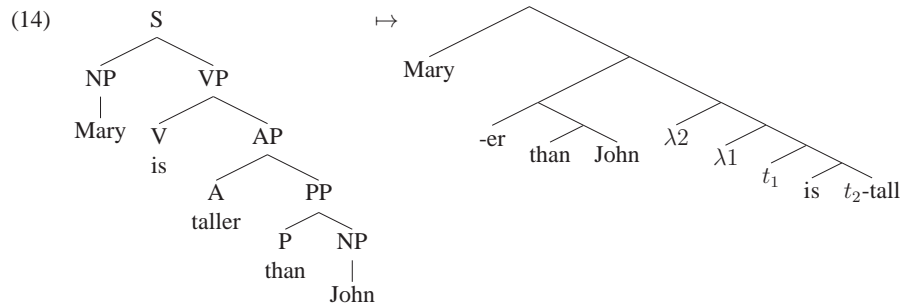 (14) S ↦
NP VP Mary
Mary V AP -er λ2
is than John λ1
A PP t₁
taller is t₂-tall
P NP
than
John